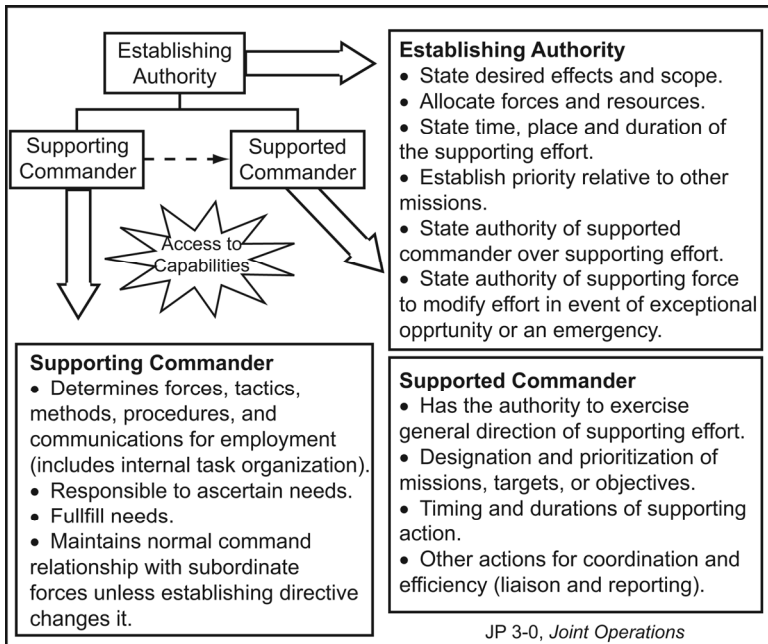 Establishing
Authority
Supporting
Commander
Supported
Commander
Access to
Capabilities
Establishing Authority
• State desired effects and scope.
• Allocate forces and resources.
• State time, place and duration of
the supporting effort.
• Establish priority relative to other
missions.
• State authority of supported
commander over supporting effort.
• State authority of supporting force
to modify effort in event of exceptional
opprtunity or an emergency.
Supporting Commander
• Determines forces, tactics,
methods, procedures, and
communications for employment
(includes internal task organization).
• Responsible to ascertain needs.
• Fullfill needs.
• Maintains normal command
relationship with subordinate
forces unless establishing directive
changes it.
Supported Commander
• Has the authority to exercise
general direction of supporting effort.
• Designation and prioritization of
missions, targets, or objectives.
• Timing and durations of supporting
action.
• Other actions for coordination and
efficiency (liaison and reporting).
JP 3-0, Joint Operations